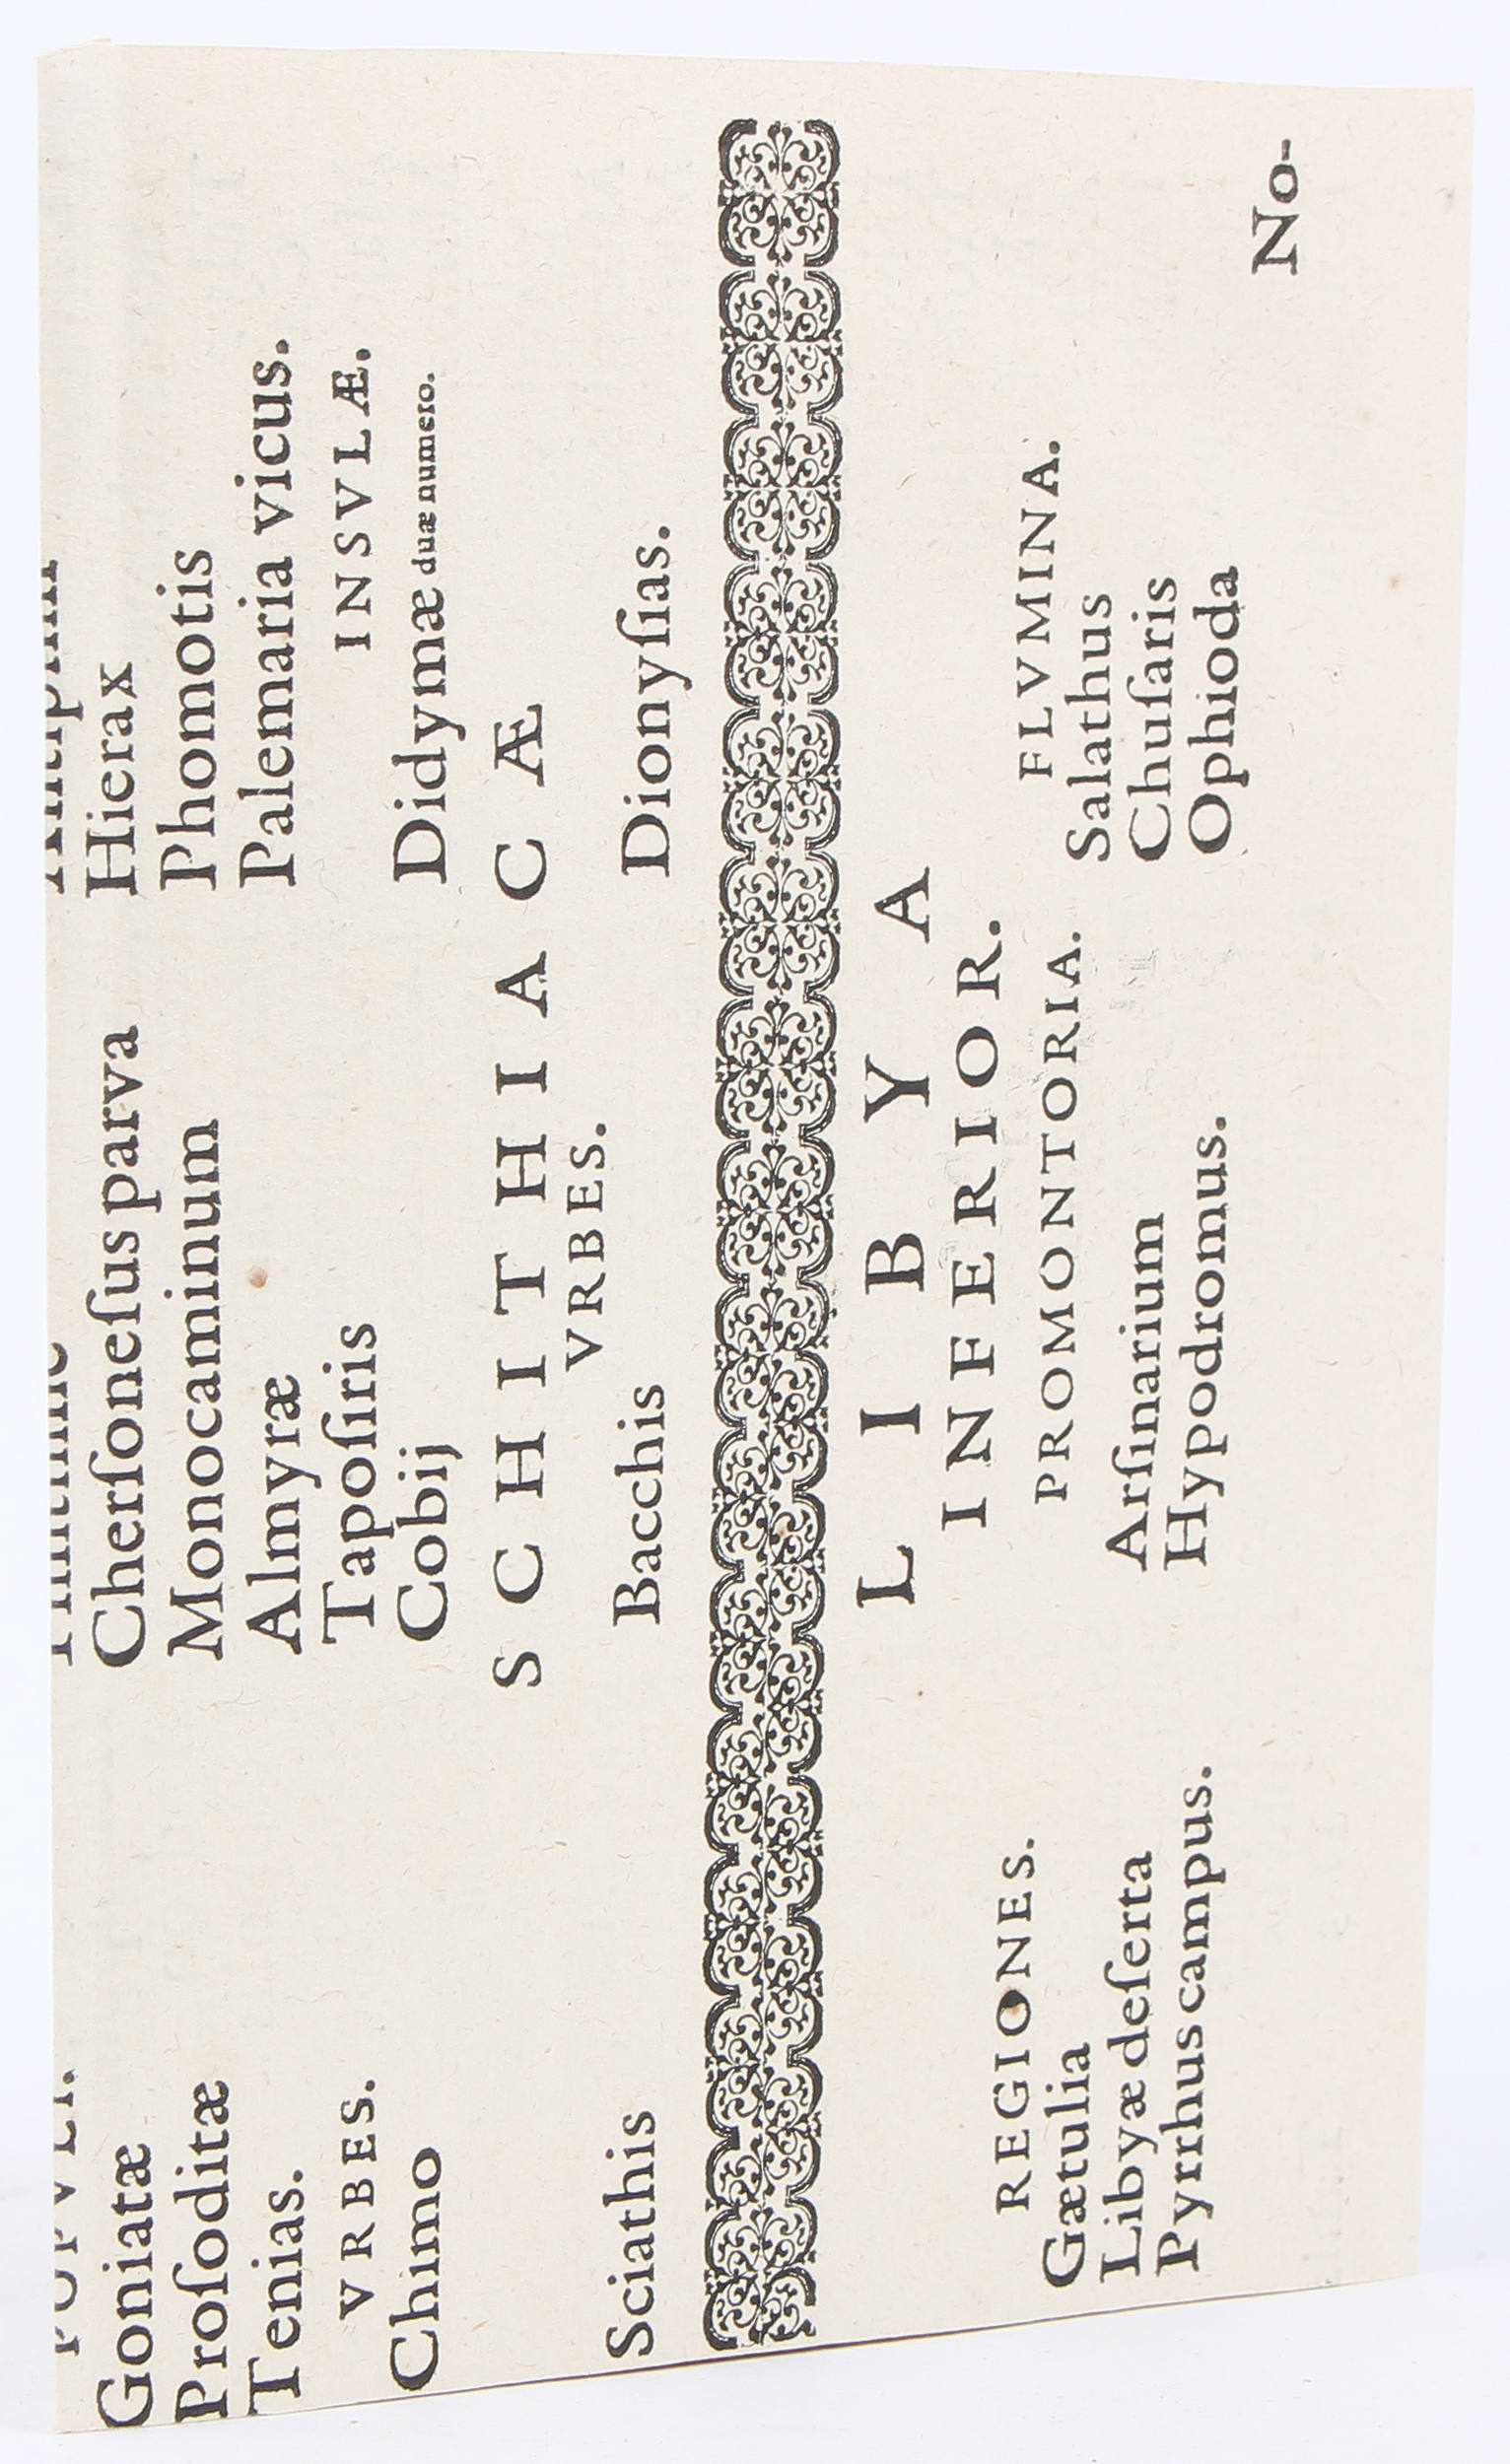 Goniatæ
Proſoditæ
Tenias.
VRBES.
Chimo
Cherſoneſus parva
Monocaminum
Almyræ
Tapoſiris
Cobij
Hierax
Phomotis
Palemaria vicus.
INSVLÆ.
Didymæ duæ numero.
SCHITHIACÆ
VRBES.
Sciathis
Bacchis
Dionyſias.
LIBYA
INFERIOR.
REGIONES.
Gætulia
Libyæ deſerta
Pyrrhus campus.
PROMONTORIA.
Arſinarium
Hypodromus.
FLVMINA.
Salathus
Chuſaris
Ophioda
No-